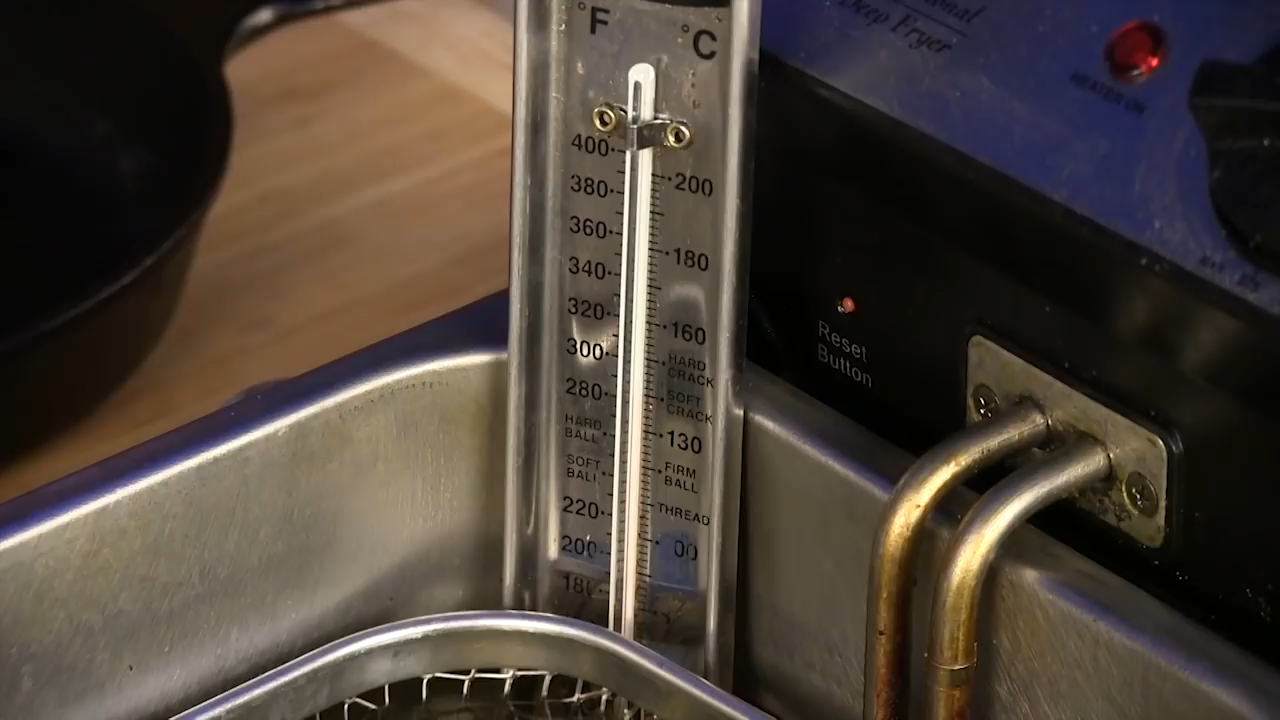 °F °C
Deep Fryer
HEATER ON
400
200
380
360
180
340
320
160
300
HARD
CRACK
280
SOFT
CRACK
HARD
BALL
130
SOFT
BALL
FIRM
BALL
220
THREAD
200
Reset
Button